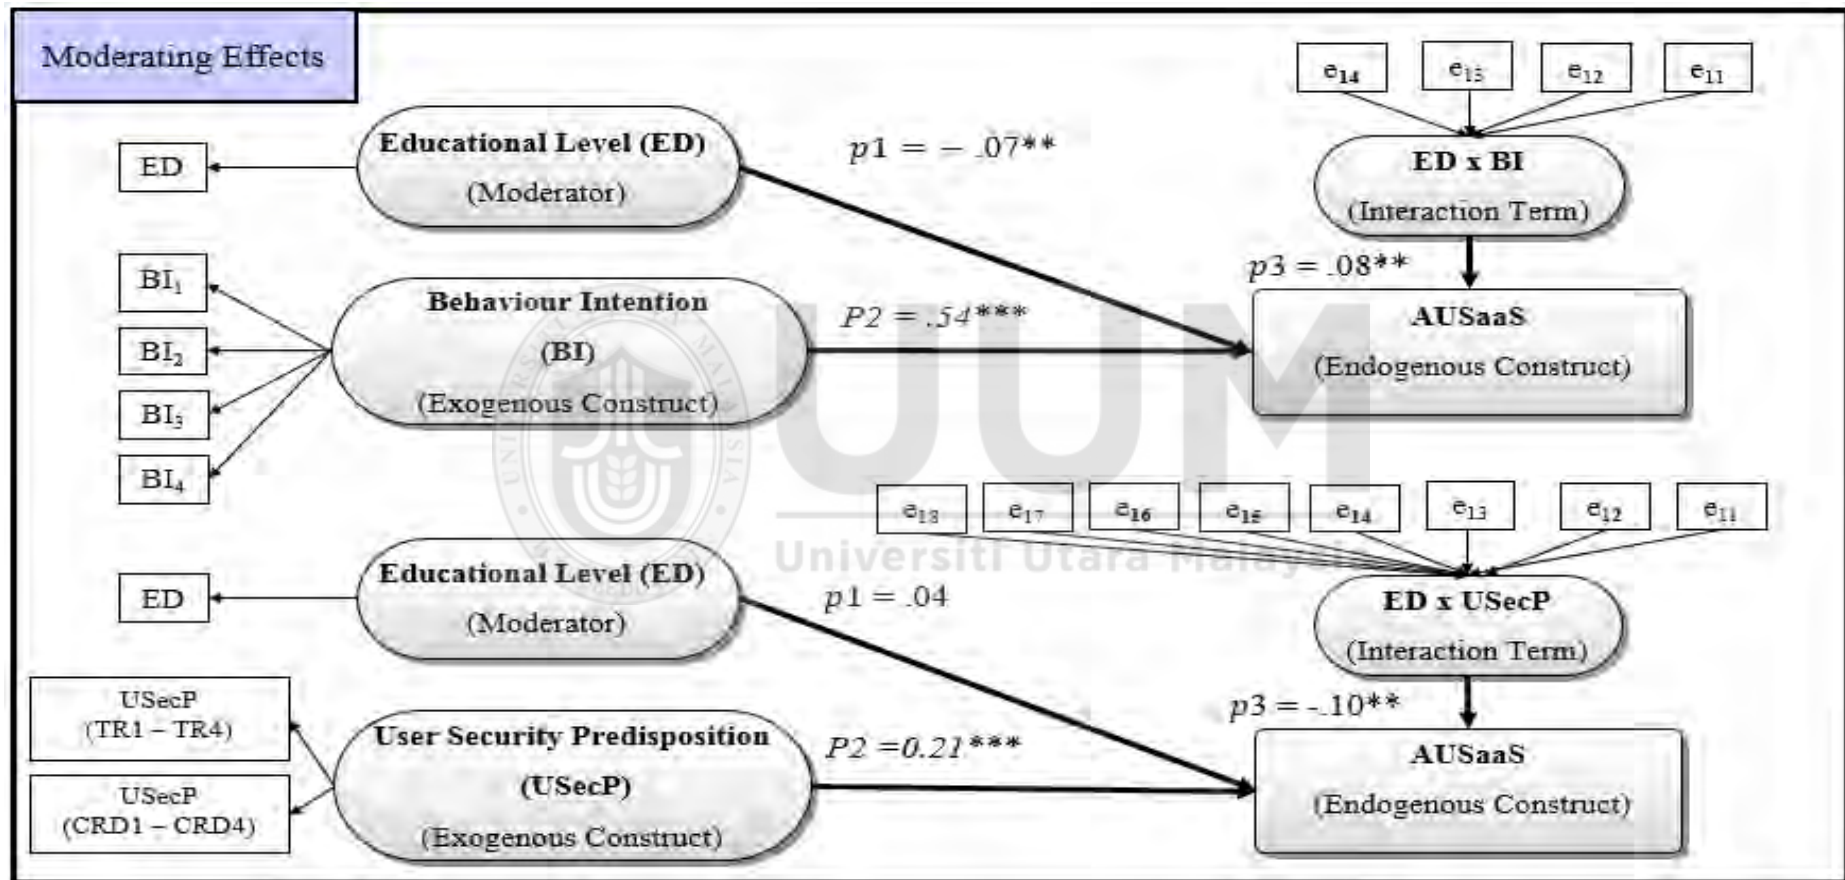 Moderating Effects
e14 e13 e12 e11
Educational Level (ED)
(Moderator)
ED
p1 = − .07**
ED x BI
(Interaction Term)
BI1
BI2
BI3
BI4
Behaviour Intention
(BI)
(Exogenous Construct)
P2 = .54***
p3 = .08**
AUSaaS
(Endogenous Construct)
UUM
Universiti Utara Malaysia
e18 e17 e16 e15 e14 e13 e12 e11
Educational Level (ED)
(Moderator)
ED
p1 = .04
ED x USecP
(Interaction Term)
USecP
(TR1 – TR4)
USecP
(CRD1 – CRD4)
User Security Predisposition
(USecP)
(Exogenous Construct)
P2 =0.21***
p3 = -.10**
AUSaaS
(Endogenous Construct)